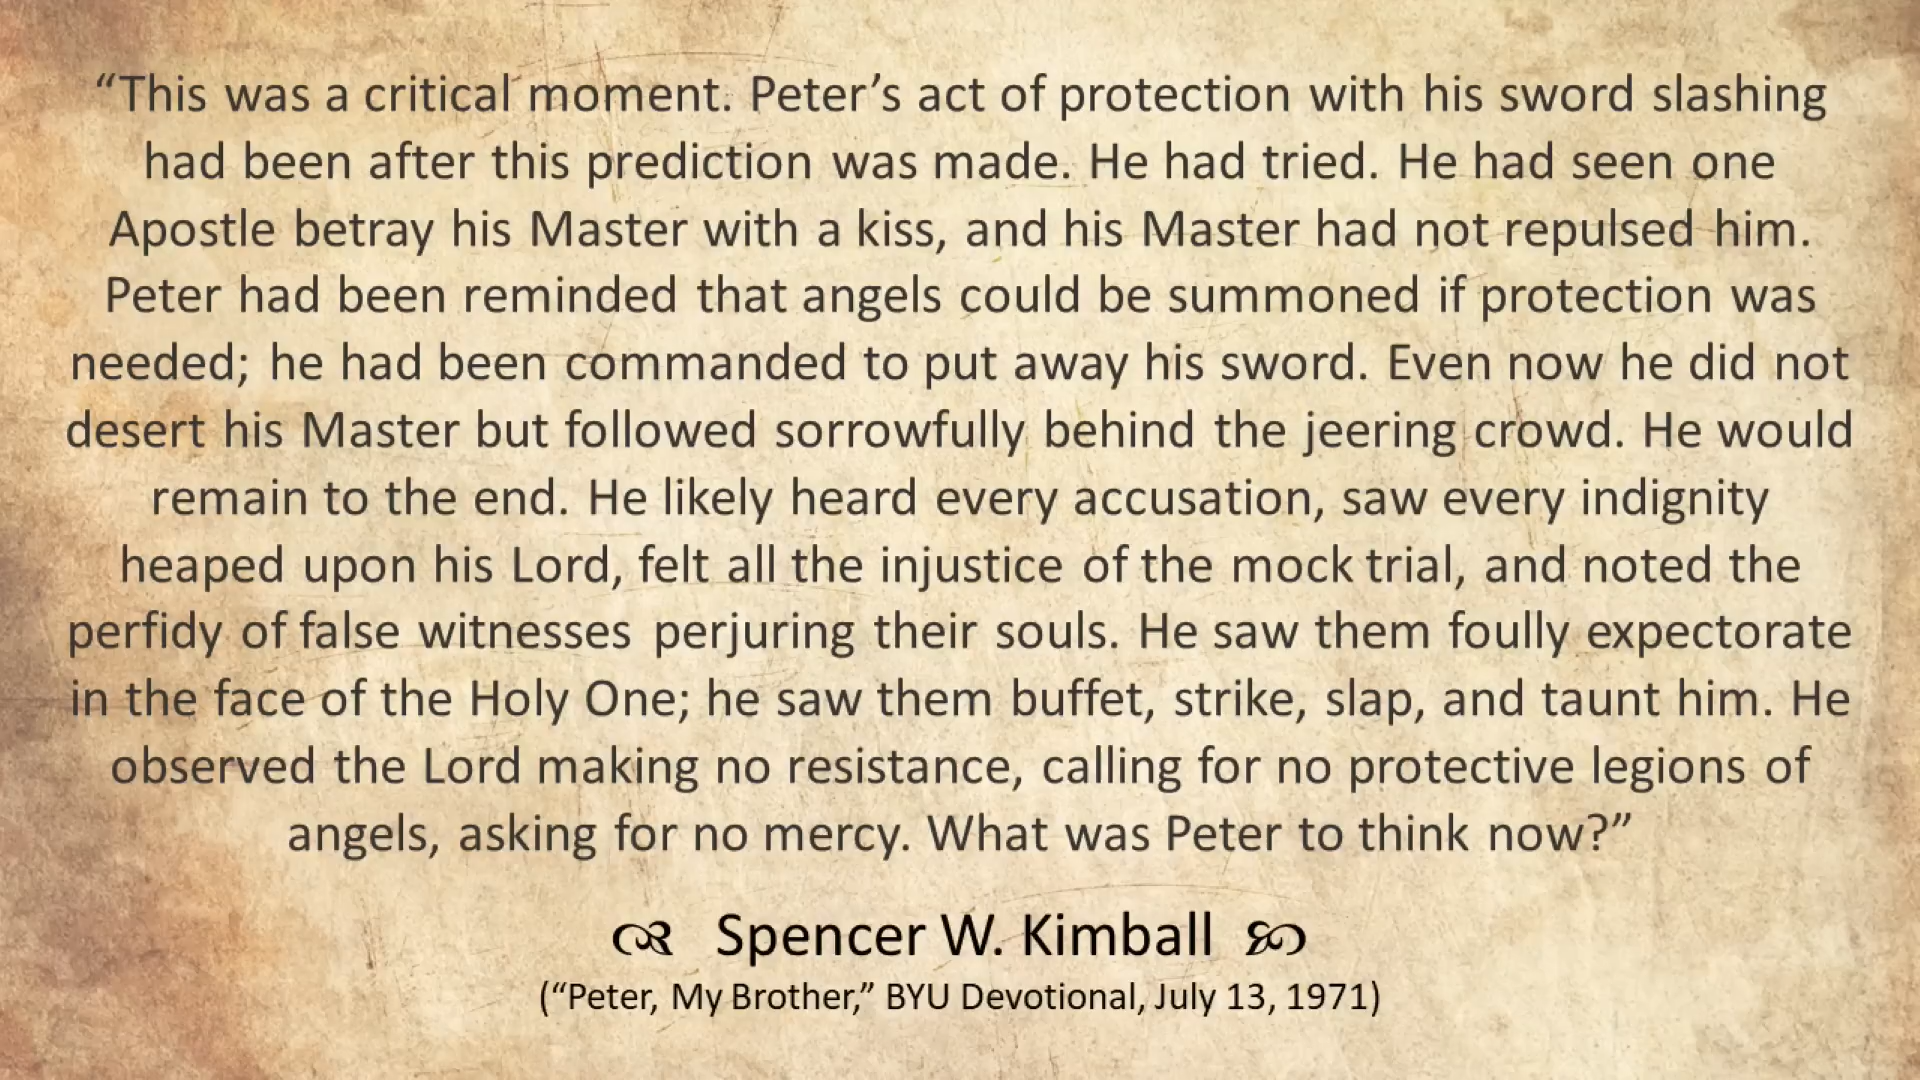 “This was a critical moment. Peter’s act of protection with his sword slashing
had been after this prediction was made. He had tried. He had seen one
Apostle betray his Master with a kiss, and his Master had not repulsed him.
Peter had been reminded that angels could be summoned if protection was
needed; he had been commanded to put away his sword. Even now he did not
desert his Master but followed sorrowfully behind the jeering crowd. He would
remain to the end. He likely heard every accusation, saw every indignity
heaped upon his Lord, felt all the injustice of the mock trial, and noted the
perfidy of false witnesses perjuring their souls. He saw them foully expectorate
in the face of the Holy One; he saw them buffet, strike, slap, and taunt him. He
observed the Lord making no resistance, calling for no protective legions of
angels, asking for no mercy. What was Peter to think now?”
Spencer W. Kimball
(“Peter, My Brother,” BYU Devotional, July 13, 1971)